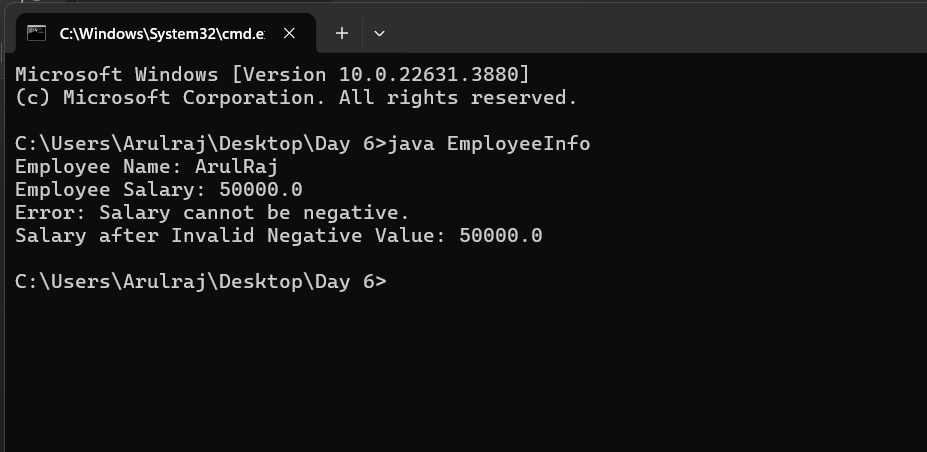 C:\Windows\System32\cmd.e
Microsoft Windows [Version 10.0.22631.3880]
(c) Microsoft Corporation. All rights reserved.
C:\Users\Arulraj\Desktop\Day 6>java EmployeeInfo
Employee Name: ArulRaj
Employee Salary: 50000.0
Error: Salary cannot be negative.
Salary after Invalid Negative Value: 50000.0
C:\Users\Arulraj\Desktop\Day 6>